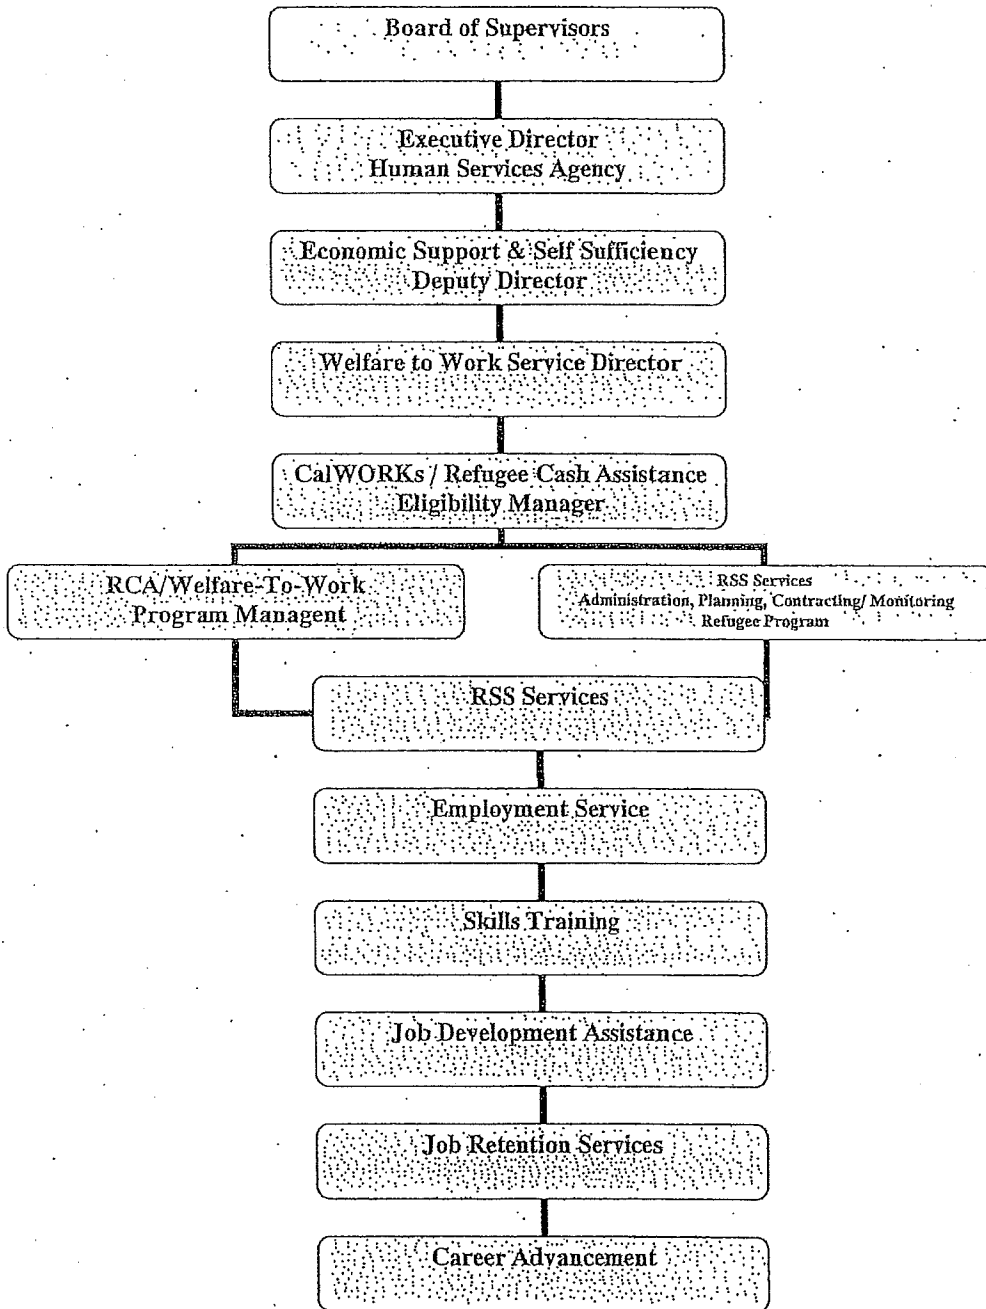 Board of Supervisors
Executive Director
Human Services Agency
Economic Support & Self Sufficiency
Deputy Director
Welfare to Work Service Director
CalWORKs / Refugee Cash Assistance
Eligibility Manager
RCA/Welfare-To-Work
Program Managent
RSS Services
Administration, Planning, Contracting/ Monitoring
Refugee Program
RSS Services
Employment Service
Skills Training
Job Development Assistance
Job Retention Services
Career Advancement